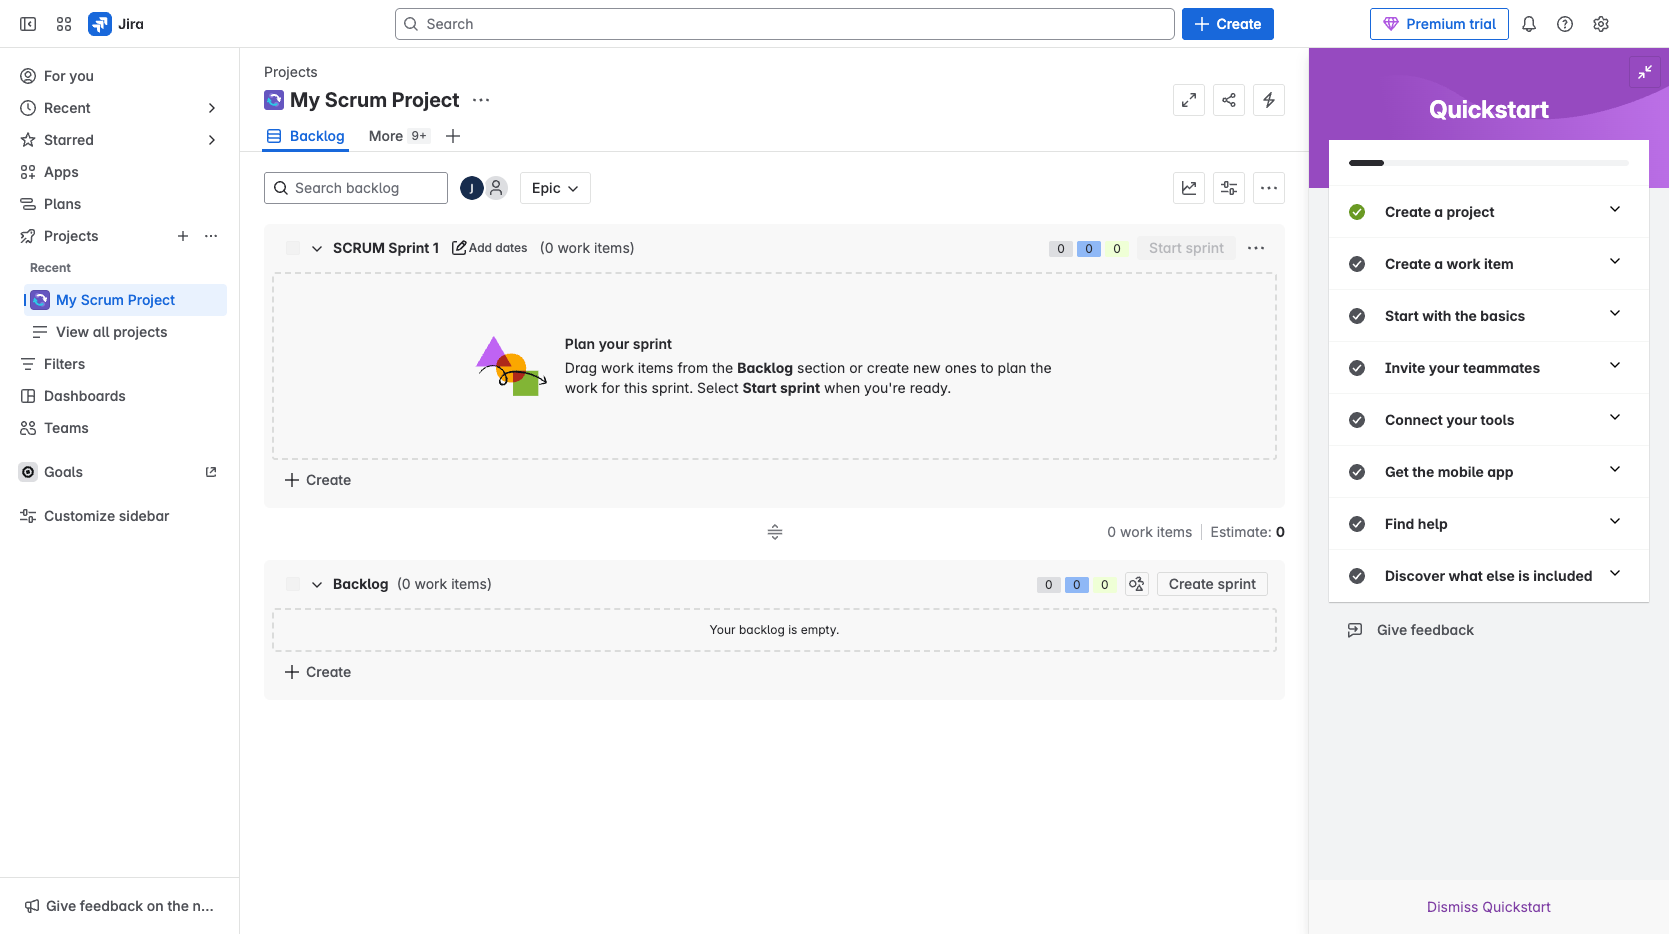 Jira
Search
Create
Premium trial
For you
Recent
Starred
Apps
Plans
Projects
Recent
My Scrum Project
View all projects
Filters
Dashboards
Teams
Goals
Customize sidebar
Give feedback on the n...
Projects
My Scrum Project
Backlog
More 9+
Search backlog
J
Epic
SCRUM Sprint 1 Add dates (0 work items)
0 0 0 Start sprint
Plan your sprint
Drag work items from the Backlog section or create new ones to plan the
work for this sprint. Select Start sprint when you're ready.
Create
0 work items Estimate: 0
Backlog (0 work items)
0 0 0 Create sprint
Your backlog is empty.
Create
Quickstart
Create a project
Create a work item
Start with the basics
Invite your teammates
Connect your tools
Get the mobile app
Find help
Discover what else is included
Give feedback
Dismiss Quickstart